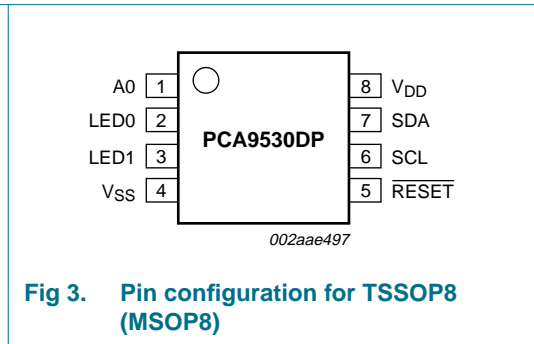 A0 1
LED0 2
LED1 3
VSS 4
PCA9530DP
8 VDD
7 SDA
6 SCL
5 RESET
002aae497
Fig 3. Pin configuration for TSSOP8
(MSOP8)